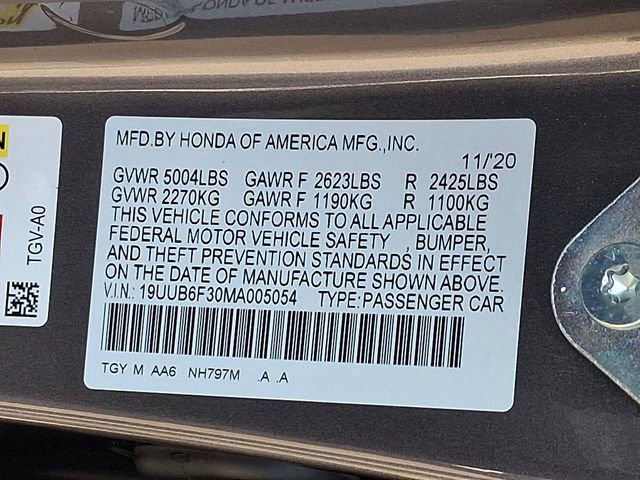 MFD.BY HONDA OF AMERICA MFG.,INC.
11/'20
GVWR 5004LBS GAWR F 2623LBS R 2425LBS
GVWR 2270KG GAWR F 1190KG R 1100KG
THIS VEHICLE CONFORMS TO ALL APPLICABLE
FEDERAL MOTOR VEHICLE SAFETY , BUMPER,
AND THEFT PREVENTION STANDARDS IN EFFECT
ON THE DATE OF MANUFACTURE SHOWN ABOVE.
V.I.N.: 19UUB6F30MA005054 TYPE:PASSENGER CAR
TGY M AA6 NH797M .A .A
TGV-A0